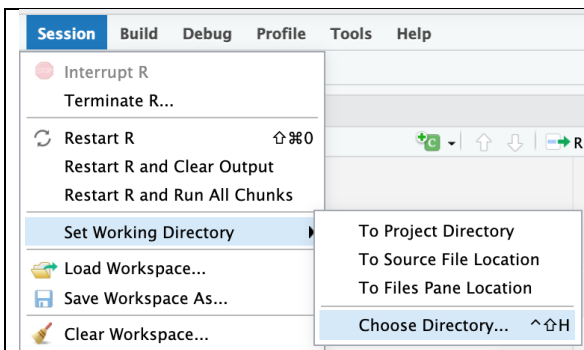 Session Build Debug Profile Tools Help
STOP Interrupt R
Terminate R...
Restart R ⇧⌘0
C
R
Restart R and Clear Output
Restart R and Run All Chunks
Set Working Directory
To Project Directory
To Source File Location
To Files Pane Location
Choose Directory... ^⇧H
Load Workspace...
Save Workspace As...
Clear Workspace...